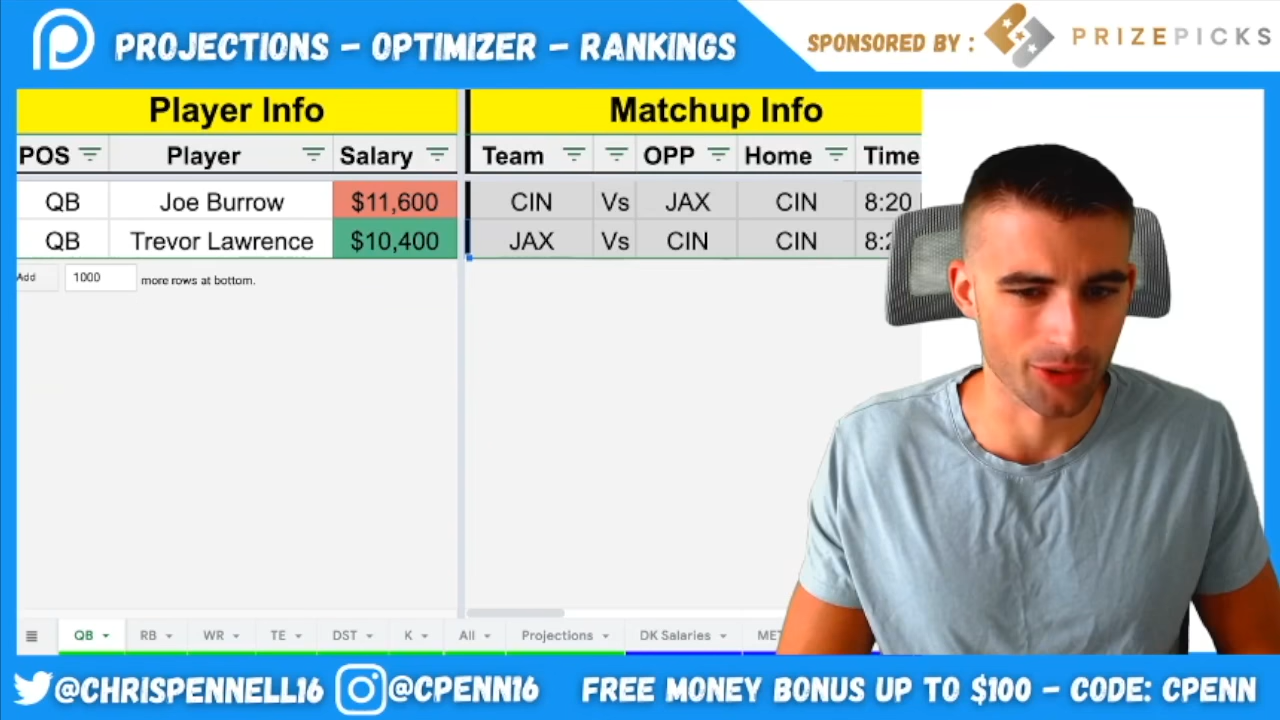 PROJECTIONS - OPTIMIZER - RANKINGS
SPONSORED BY : PRIZEPICKS
Player Info Matchup Info
POS Player Salary Team OPP Home Time
QB Joe Burrow $11,600 CIN Vs JAX CIN 8:20
QB Trevor Lawrence $10,400 JAX Vs CIN CIN
Add 1000 more rows at bottom.
QB RB WR TE DST K All Projections DK Salaries
@CHRISPENNELL16 @CPENN16 FREE MONEY BONUS UP TO $100 - CODE: CPENN